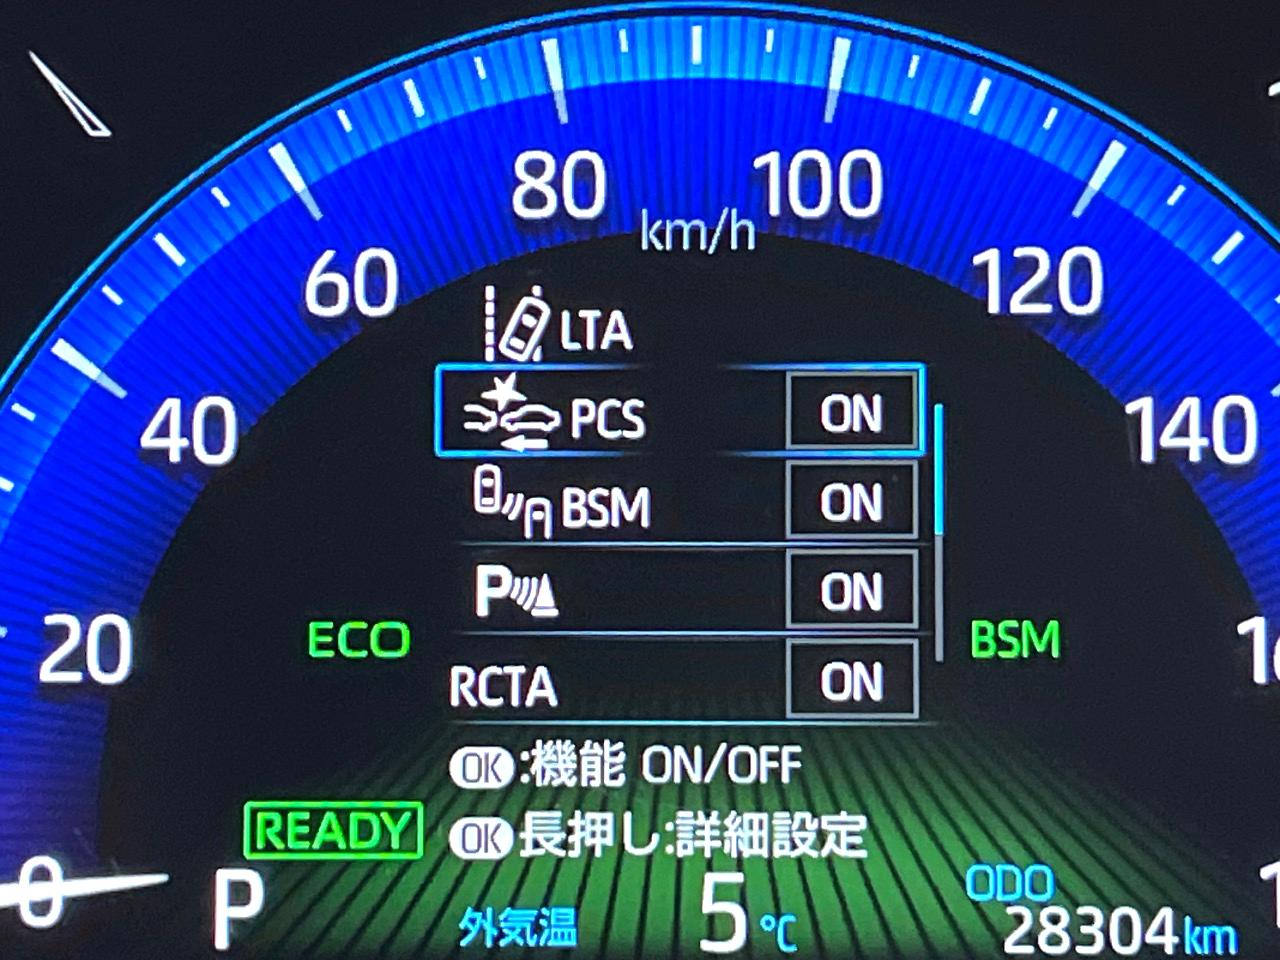 80 100
km/h
60 120
LTA
40 PCS ON 140
BSM ON
P ON
20 ECO BSM
RCTA ON
OK:機能 ON/OFF
READY OK長押し:詳細設定
0 P ODO
外気温 5℃ 28304km